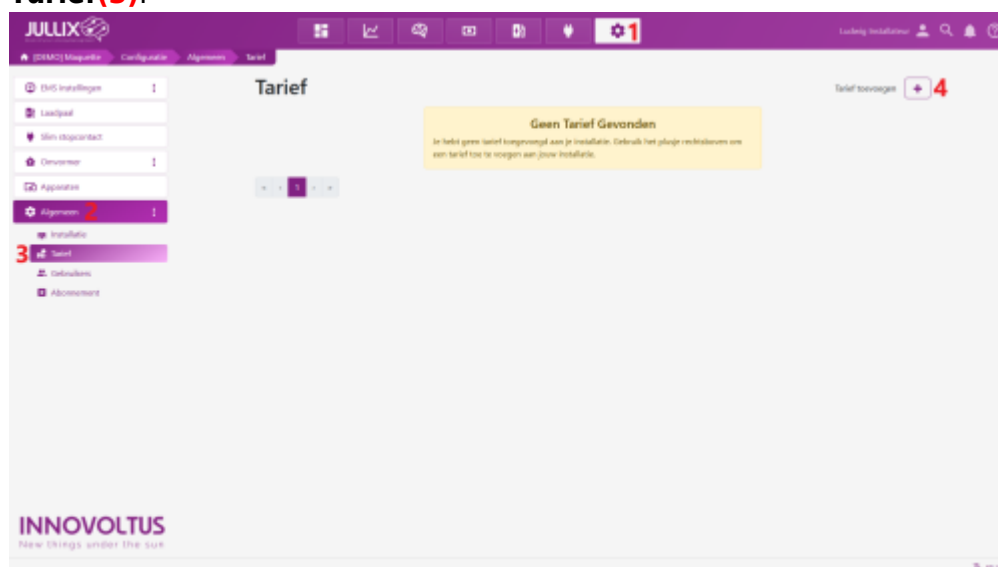 Tarief(3).
JULLIX
1
Ludwig Installateur
[DEMO] Maquette
Configuratie
Algemeen
Tarief
EMS Instellingen
Laadpaal
Slim stopcontact
Omvormer
Apparaten
Algemeen 2
Installatie
3 Tarief
Gebruikers
Abonnement
Tarief
Tarief toevoegen + 4
Geen Tarief Gevonden
Je hebt geen tarief toegevoegd aan je installatie. Gebruik het plusje rechtsboven om
een tarief toe te voegen aan jouw installatie.
« ‹ 1 › »
INNOVOLTUS
New things under the sun